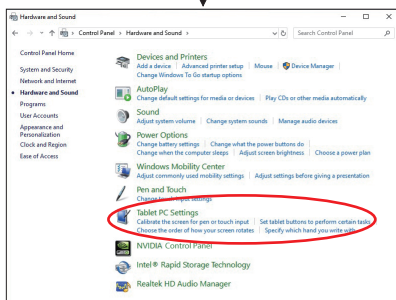 Hardware and Sound
Control Panel > Hardware and Sound >
Search Control Panel
Control Panel Home
System and Security
Network and Internet
Hardware and Sound
Programs
User Accounts
Appearance and
Personalization
Clock and Region
Ease of Access
Devices and Printers
Add a device | Advanced printer setup | Mouse | Device Manager |
Change Windows To Go startup options
AutoPlay
Change default settings for media or devices | Play CDs or other media automatically
Sound
Adjust system volume | Change system sounds | Manage audio devices
Power Options
Change battery settings | Change what the power buttons do |
Change when the computer sleeps | Adjust screen brightness | Choose a power plan
Windows Mobility Center
Adjust commonly used mobility settings | Adjust settings before giving a presentation
Pen and Touch
Change touch input settings
Tablet PC Settings
Calibrate the screen for pen or touch input | Set tablet buttons to perform certain tasks
Choose the order of how your screen rotates | Specify which hand you write with
NVIDIA Control Panel
Intel® Rapid Storage Technology
Realtek HD Audio Manager